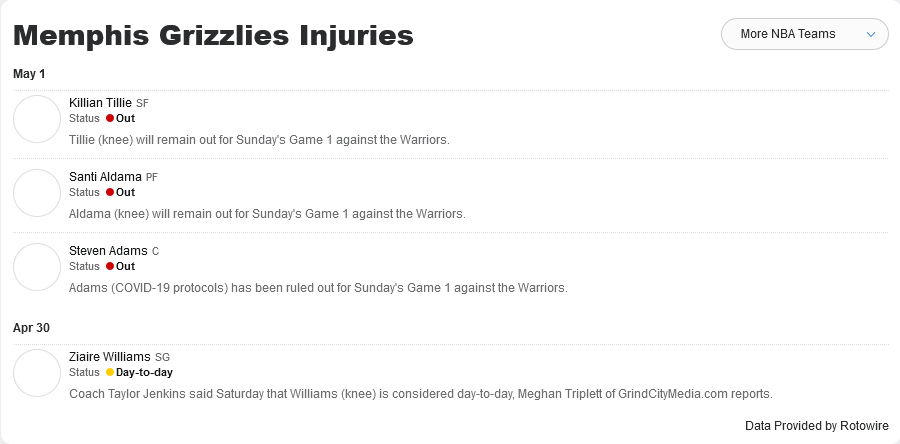 Memphis Grizzlies Injuries
More NBA Teams
May 1
Killian Tillie SF
Status Out
Tillie (knee) will remain out for Sunday's Game 1 against the Warriors.
Santi Aldama PF
Status Out
Aldama (knee) will remain out for Sunday's Game 1 against the Warriors.
Steven Adams C
Status Out
Adams (COVID-19 protocols) has been ruled out for Sunday's Game 1 against the Warriors.
Apr 30
Ziaire Williams SG
Status Day-to-day
Coach Taylor Jenkins said Saturday that Williams (knee) is considered day-to-day, Meghan Triplett of GrindCityMedia.com reports.
Data Provided by Rotowire